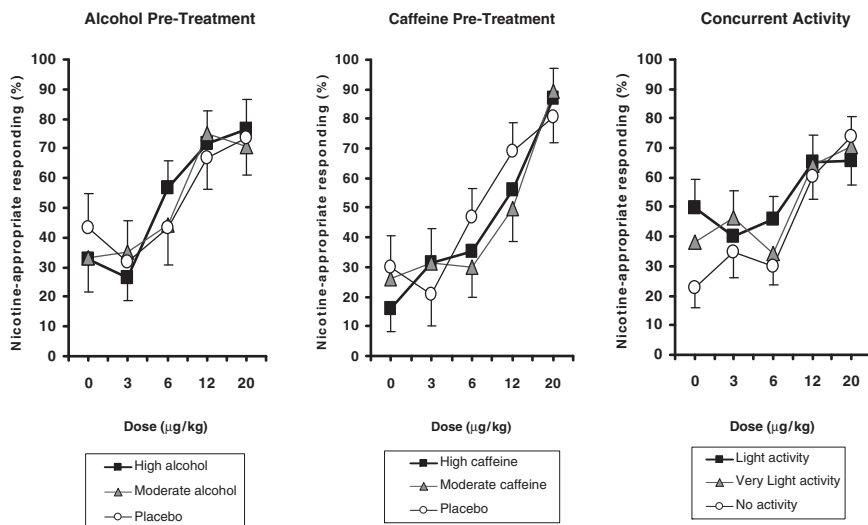 Alcohol Pre-Treatment
Nicotine-appropriate responding (%)
100
90
80
70
60
50
40
30
20
10
0
0 3 6 12 20
Dose (μg/kg)
High alcohol
Moderate alcohol
Placebo
Caffeine Pre-Treatment
Nicotine-appropriate responding (%)
100
90
80
70
60
50
40
30
20
10
0
0 3 6 12 20
Dose (μg/kg)
High caffeine
Moderate caffeine
Placebo
Concurrent Activity
Nicotine-appropriate responding (%)
100
90
80
70
60
50
40
30
20
10
0
0 3 6 12 20
Dose (μg/kg)
Light activity
Very Light activity
No activity